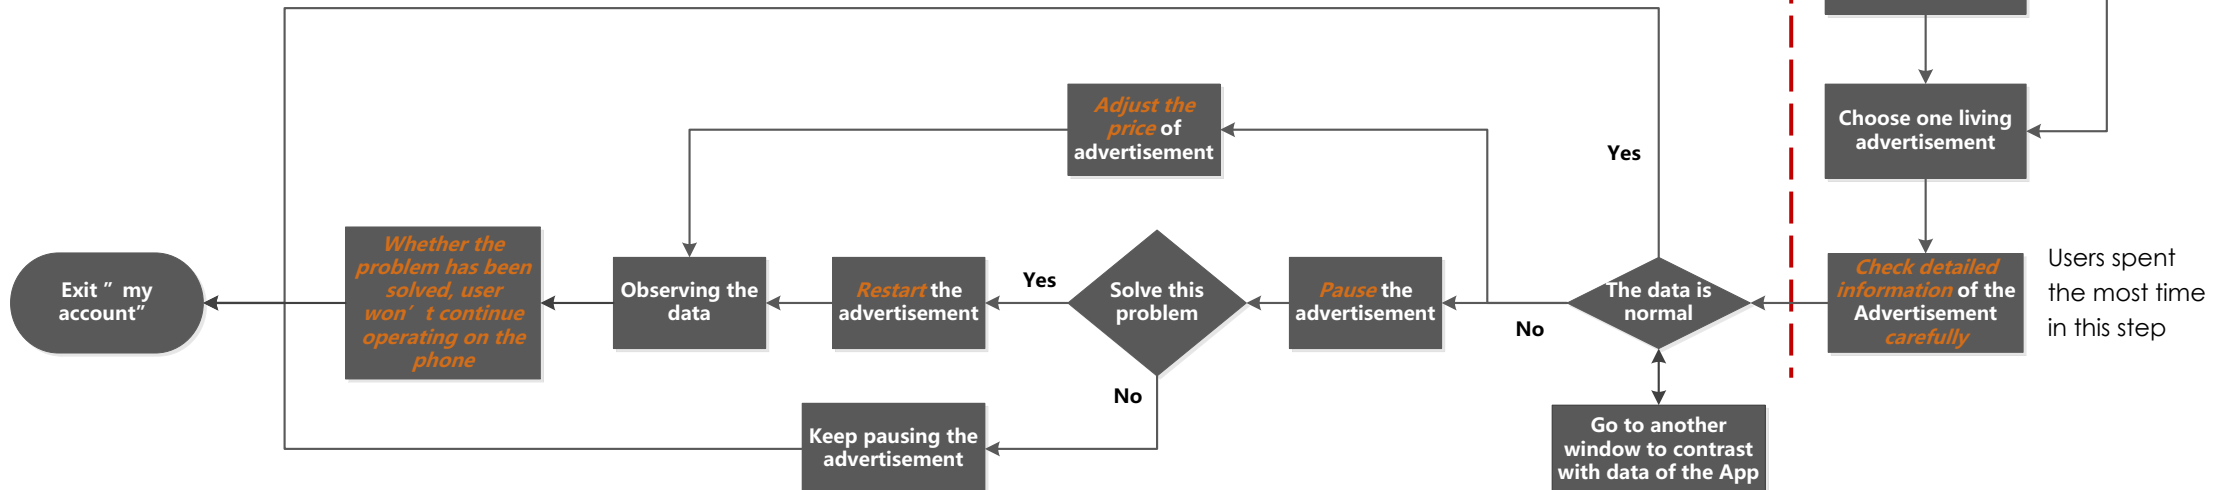 Adjust the
price of
advertisement
Yes
Choose one living
advertisement
Exit ” my
account”
Whether the
problem has been
solved, user
won’ t continue
operating on the
phone
Observing the
data
Restart the
advertisement
Yes
Solve this
problem
No
Pause the
advertisement
No
The data is
normal
Check detailed
information of the
Advertisement
carefully
Users spent
the most time
in this step
Keep pausing the
advertisement
Go to another
window to contrast
with data of the App